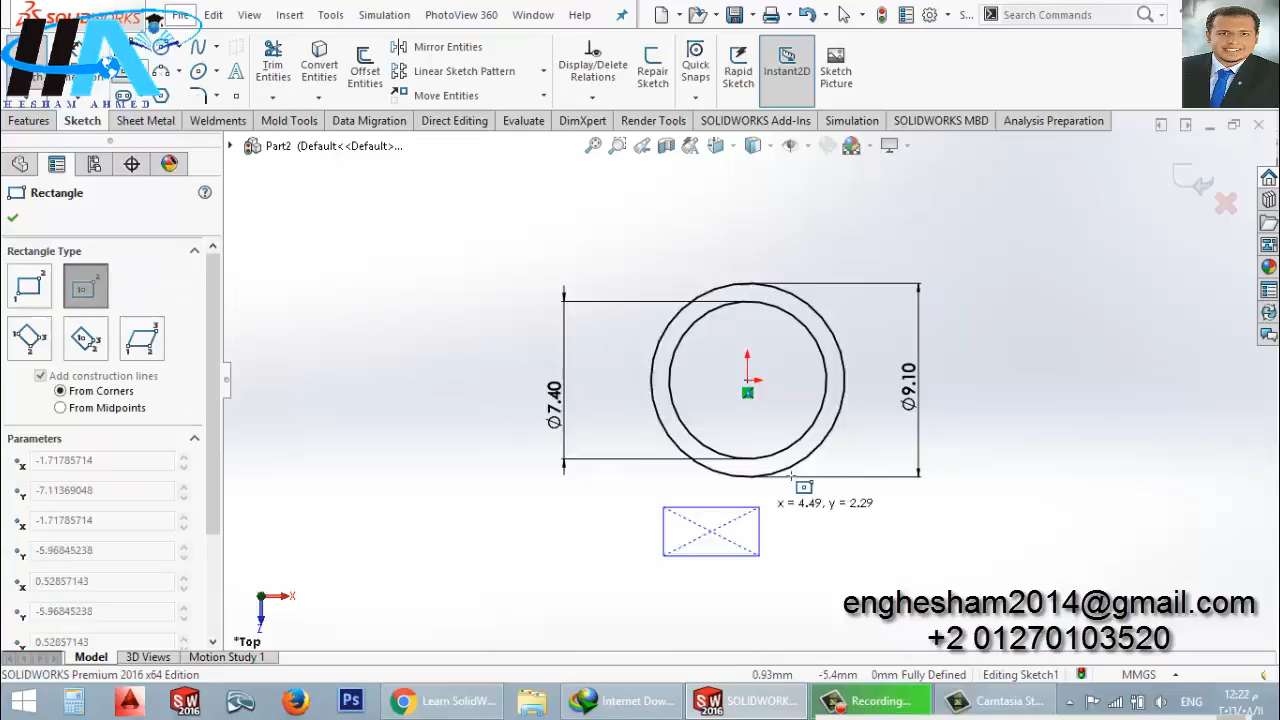 SOLIDWORKS File Edit View Insert Tools Simulation PhotoView 360 Window Help S... Search Commands
HA
HESHAM AHMED
Trim Entities
Convert Entities
Offset Entities
Mirror Entities
Linear Sketch Pattern
Move Entities
Display/Delete Relations
Repair Sketch
Quick Snaps
Rapid Sketch
Instant2D
Sketch Picture
Features Sketch Sheet Metal Weldments Mold Tools Data Migration Direct Editing Evaluate DimXpert Render Tools SOLIDWORKS Add-Ins Simulation SOLIDWORKS MBD Analysis Preparation
Part2 (Default<<Default>...
Rectangle
Rectangle Type
Add construction lines
From Corners
From Midpoints
Parameters
-1.71785714
-7.11369048
-1.71785714
-5.96845238
0.52857143
-5.96845238
0.52857143
∅7.40
∅9.10
x = 4.49, y = 2.29
X
Z
*Top
enghesham2014@gmail.com
+2 01270103520
Model 3D Views Motion Study 1
SOLIDWORKS Premium 2016 x64 Edition 0.93mm -5.4mm 0mm Fully Defined Editing Sketch1 MMGS
Learn SolidW... Internet Dow... SOLIDWORK... Recording... Camtasia St... ENG 12:22 م